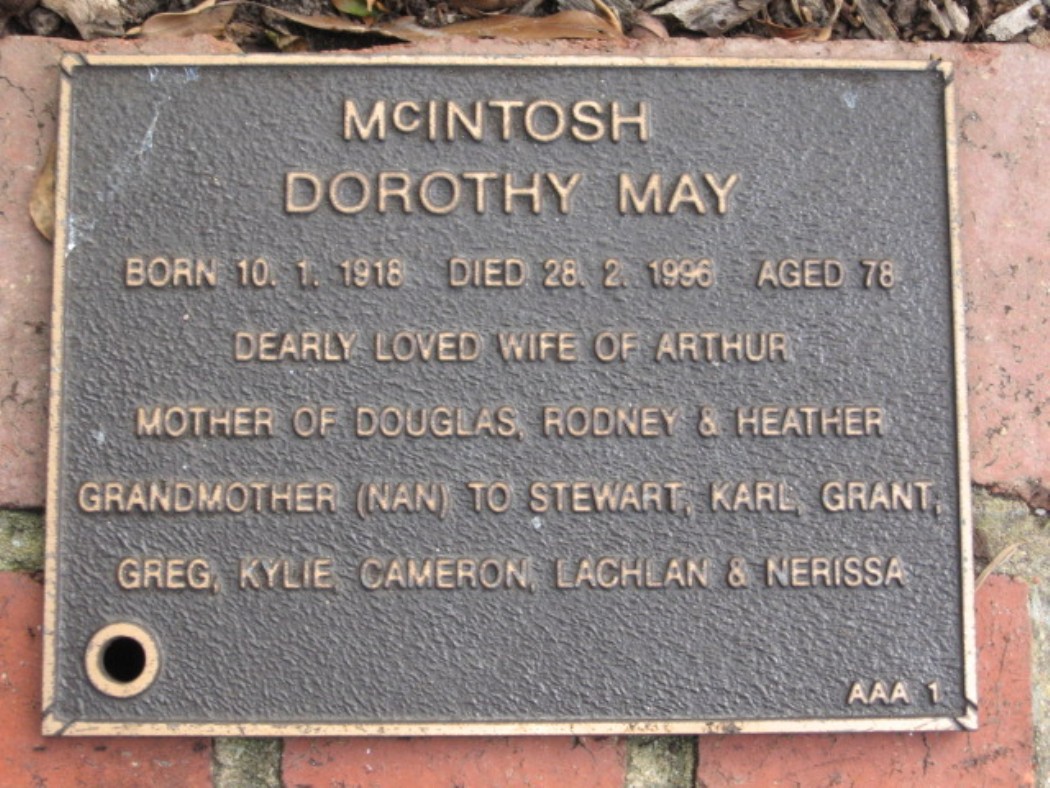 McINTOSH
DOROTHY MAY
BORN 10. 1. 1918 DIED 28. 2. 1996 AGED 78
DEARLY LOVED WIFE OF ARTHUR
MOTHER OF DOUGLAS, RODNEY & HEATHER
GRANDMOTHER (NAN) TO STEWART, KARL, GRANT,
GREG, KYLIE, CAMERON, LACHLAN & NERISSA
AAA 1